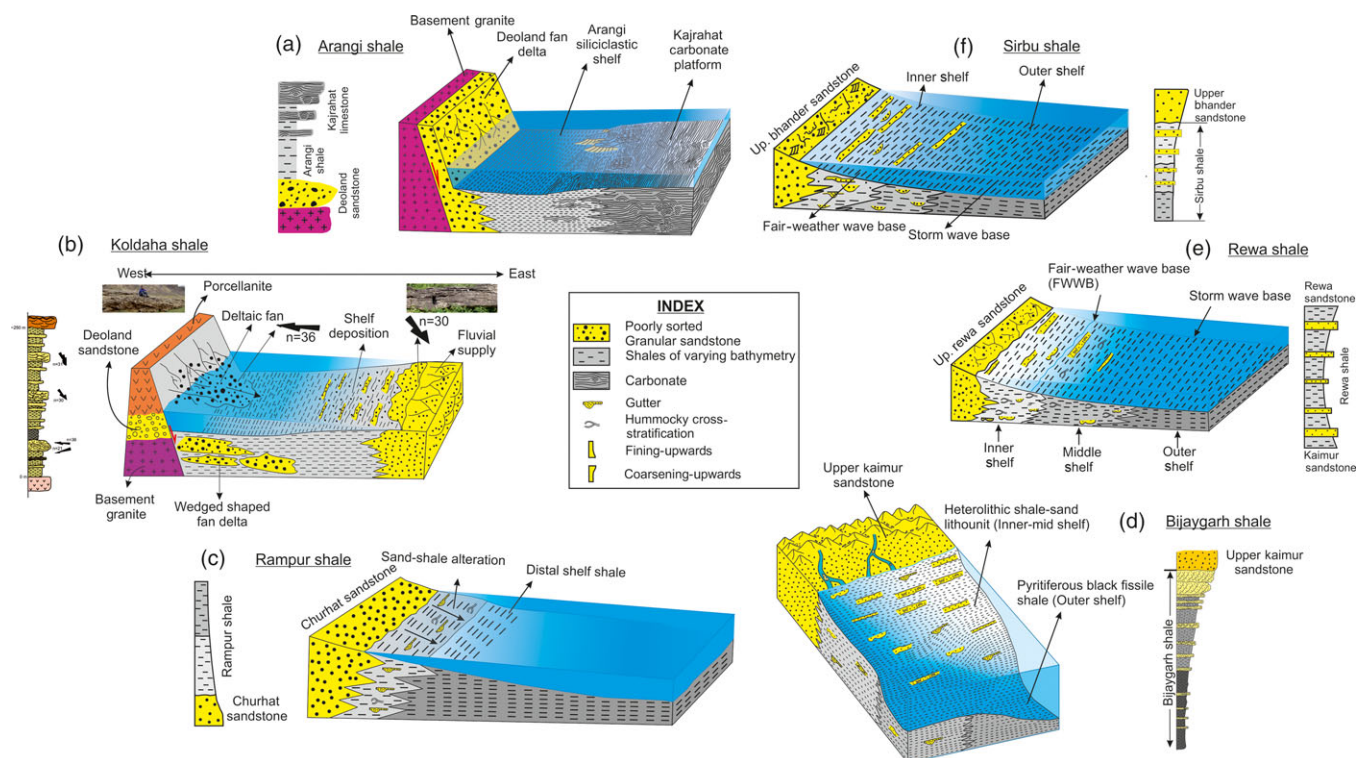 (a) Arangi shale
Basement granite
Deoland fan
delta
Arangi
siliciclastic
shelf
Kajrahat
carbonate
platform
Kajrahat
limestone
Arangi
shale
Deoland
sandstone
(f) Sirbu shale
Up. bhander sandstone
Inner shelf
Outer shelf
Fair-weather wave base
Storm wave base
Upper
bhander
sandstone
Sirbu shale
(b) Koldaha shale
West
East
Porcellanite
Deltaic fan
n=36
Shelf
deposition
n=30
Fluvial
supply
Deoland
sandstone
Basement
granite
Wedged shaped
fan delta
0 m
INDEX
Poorly sorted
Granular sandstone
Shales of varying bathymetry
Carbonate
Gutter
Hummocky cross-
stratification
Fining-upwards
Coarsening-upwards
(e) Rewa shale
Up. rewa sandstone
Fair-weather wave base
(FWWB)
Storm wave base
Inner
shelf
Middle
shelf
Outer
shelf
Rewa
sandstone
Rewa shale
Kaimur
sandstone
(c) Rampur shale
Rampur shale
Churhat
sandstone
Churhat sandstone
Sand-shale alteration
Distal shelf shale
(d) Bijaygarh shale
Upper kaimur
sandstone
Heterolithic shale-sand
lithounit (Inner-mid shelf)
Pyritiferous black fissile
shale (Outer shelf)
Upper kaimur
sandstone
Bijaygarh shale